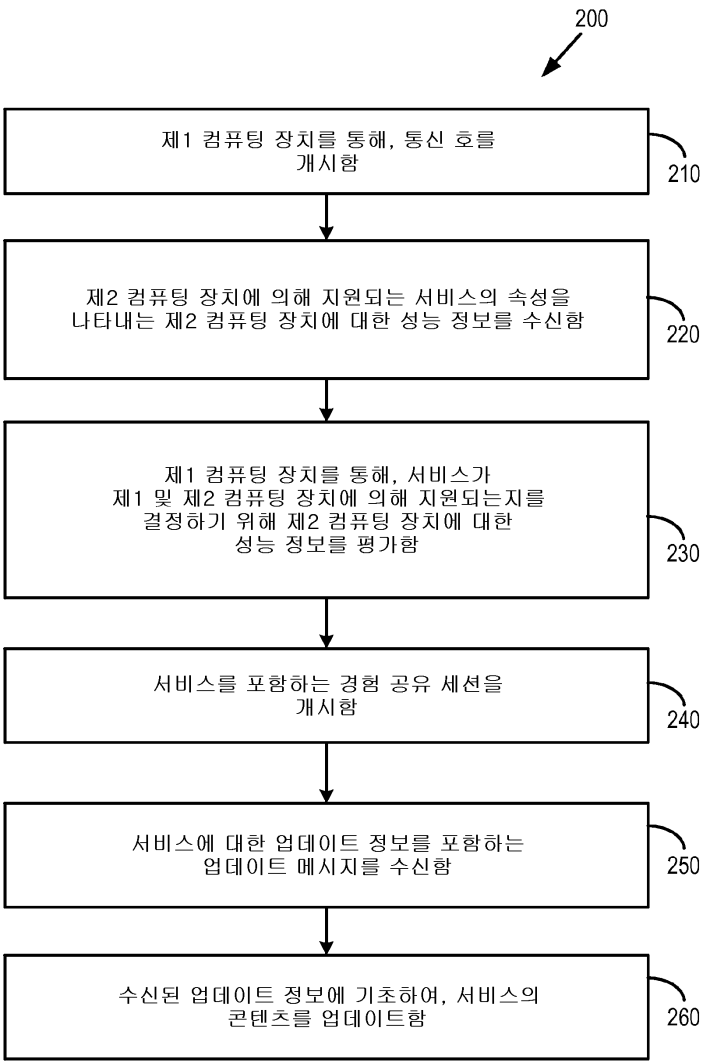 200
제1 컴퓨팅 장치를 통해, 통신 호를
개시함
210
제2 컴퓨팅 장치에 의해 지원되는 서비스의 속성을
나타내는 제2 컴퓨팅 장치에 대한 성능 정보를 수신함
220
제1 컴퓨팅 장치를 통해, 서비스가
제1 및 제2 컴퓨팅 장치에 의해 지원되는지를
결정하기 위해 제2 컴퓨팅 장치에 대한
성능 정보를 평가함
230
서비스를 포함하는 경험 공유 세션을
개시함
240
서비스에 대한 업데이트 정보를 포함하는
업데이트 메시지를 수신함
250
수신된 업데이트 정보에 기초하여, 서비스의
콘텐츠를 업데이트함
260